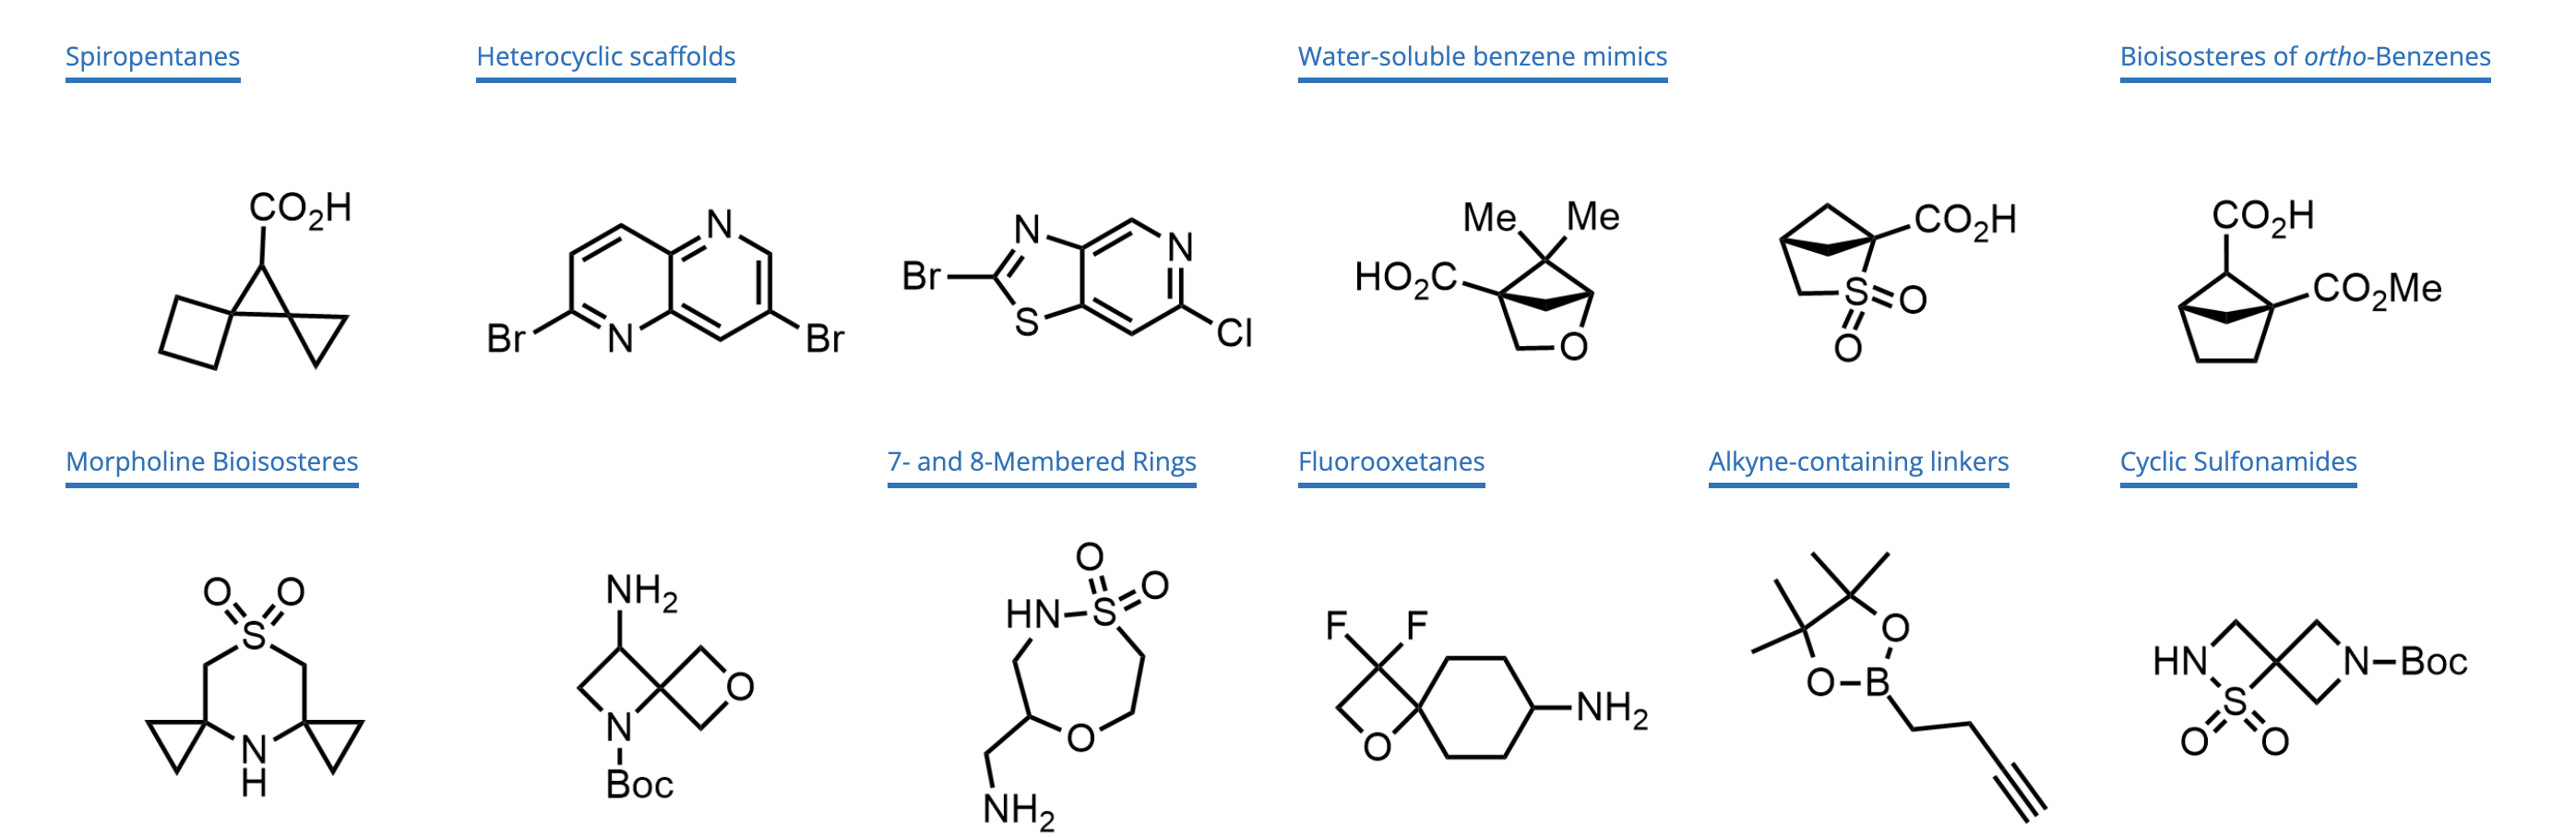 Spiropentanes
Heterocyclic scaffolds
Water-soluble benzene mimics
Bioisosteres of ortho-Benzenes
CO2H
Br
N
N
Br
Br
N
S
N
Cl
Me Me
HO2C
O
CO2H
S
O
O
CO2H
CO2Me
Morpholine Bioisosteres
7- and 8-Membered Rings
Fluorooxetanes
Alkyne-containing linkers
Cyclic Sulfonamides
O O
S
N
H
NH2
O
N
Boc
O
O
HN
S
O
NH2
F F
O
NH2
O
O
B
HN
N
Boc
S
O O